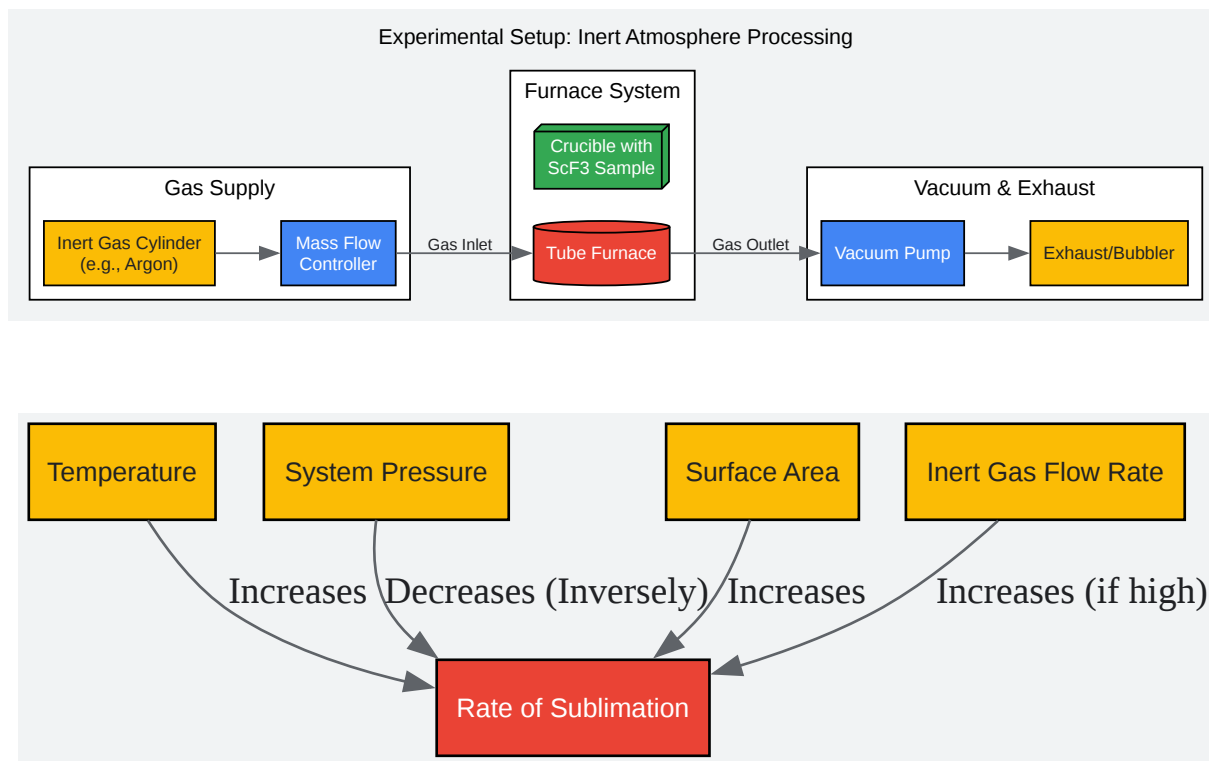 Experimental Setup: Inert Atmosphere Processing
Furnace System
Crucible with
ScF3 Sample
Gas Supply
Vacuum & Exhaust
Inert Gas Cylinder
(e.g., Argon)
Mass Flow
Controller
Gas Inlet
Tube Furnace
Gas Outlet
Vacuum Pump
Exhaust/Bubbler
Temperature
System Pressure
Surface Area
Inert Gas Flow Rate
Increases
Decreases (Inversely)
Increases
Increases (if high)
Rate of Sublimation